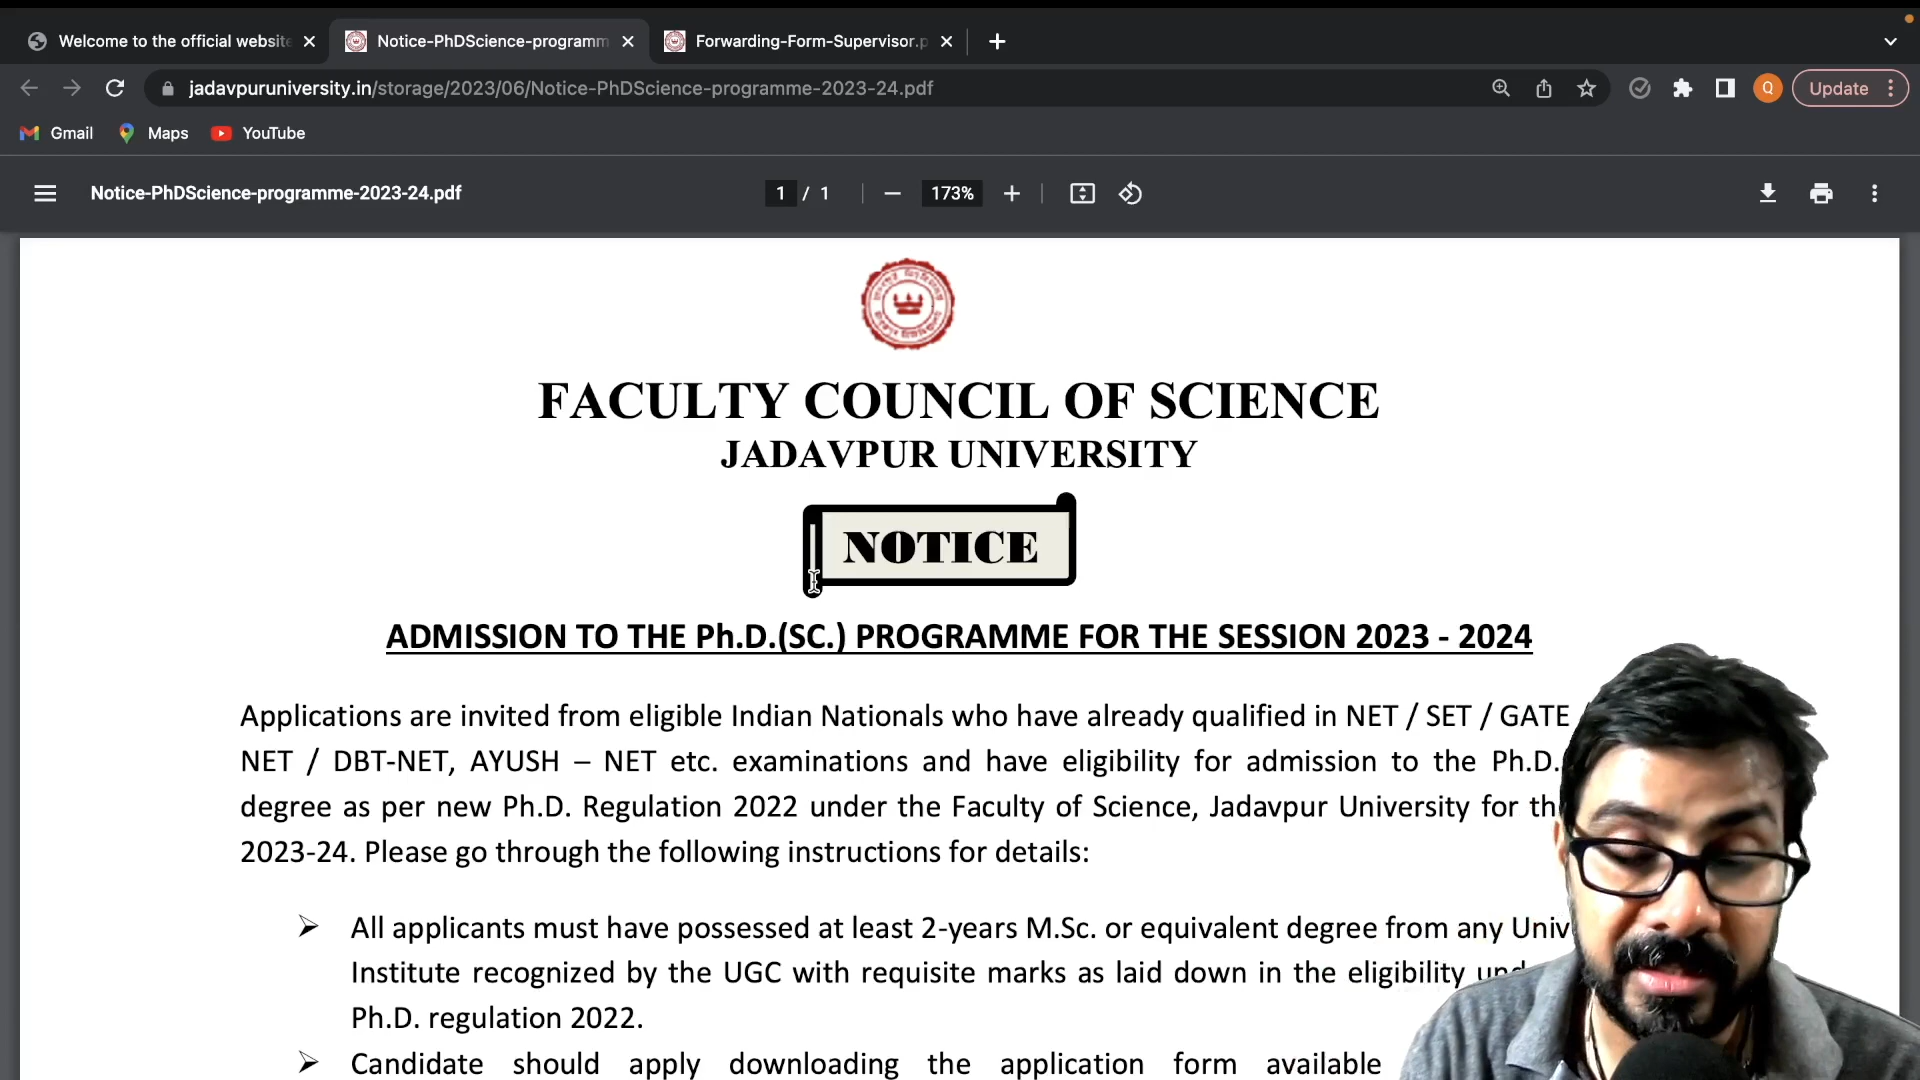 Welcome to the official website
Notice-PhDScience-programm
Forwarding-Form-Supervisor.p
jadavpuruniversity.in/storage/2023/06/Notice-PhDScience-programme-2023-24.pdf
Q
Update
Gmail
Maps
YouTube
Notice-PhDScience-programme-2023-24.pdf
1 / 1
173%
FACULTY COUNCIL OF SCIENCE
JADAVPUR UNIVERSITY
NOTICE
ADMISSION TO THE Ph.D.(SC.) PROGRAMME FOR THE SESSION 2023 - 2024
Applications are invited from eligible Indian Nationals who have already qualified in NET / SET / GATE /
NET / DBT-NET, AYUSH – NET etc. examinations and have eligibility for admission to the Ph.D.
degree as per new Ph.D. Regulation 2022 under the Faculty of Science, Jadavpur University for th
2023-24. Please go through the following instructions for details:
➢ All applicants must have possessed at least 2-years M.Sc. or equivalent degree from any Univ
Institute recognized by the UGC with requisite marks as laid down in the eligibility und
Ph.D. regulation 2022.
➢ Candidate should apply downloading the application form available